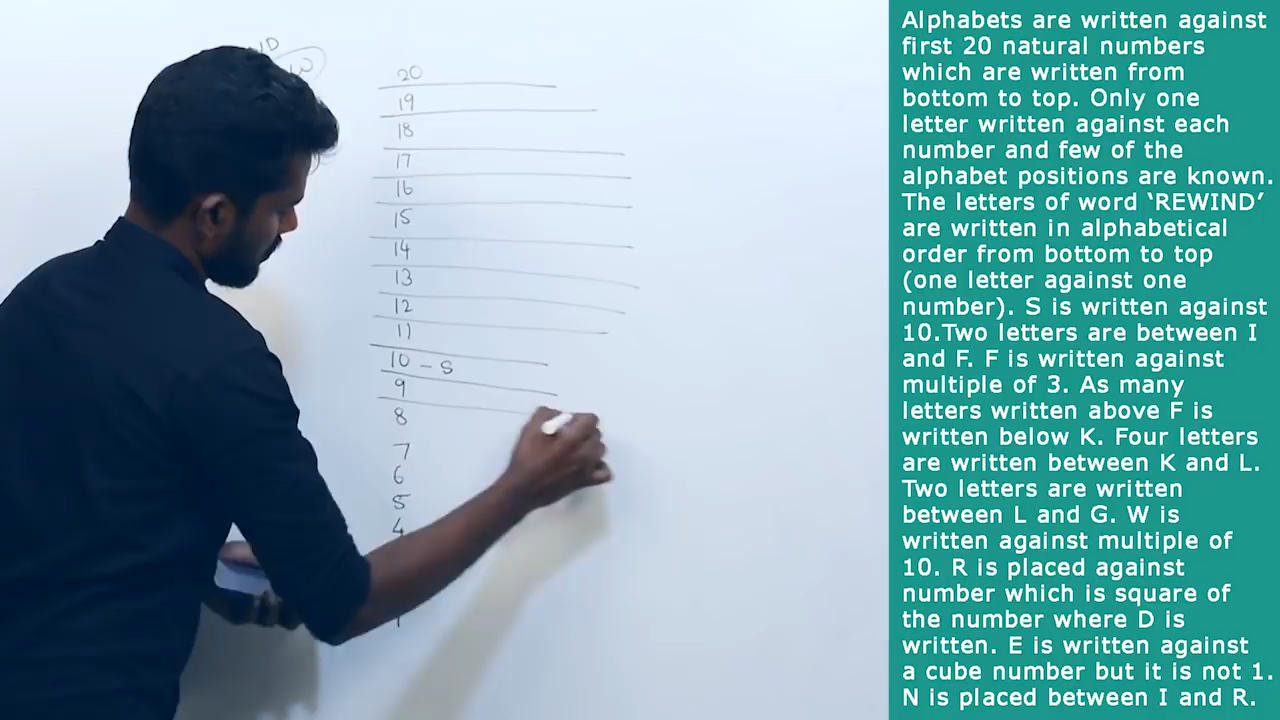 ND
W
20
19
18
17
16
15
14
13
12
11
10 - S
9
8
7
6
5
4
Alphabets are written against
first 20 natural numbers
which are written from
bottom to top. Only one
letter written against each
number and few of the
alphabet positions are known.
The letters of word ‘REWIND’
are written in alphabetical
order from bottom to top
(one letter against one
number). S is written against
10.Two letters are between I
and F. F is written against
multiple of 3. As many
letters written above F is
written below K. Four letters
are written between K and L.
Two letters are written
between L and G. W is
written against multiple of
10. R is placed against
number which is square of
the number where D is
written. E is written against
a cube number but it is not 1.
N is placed between I and R.